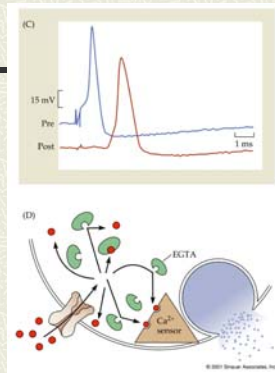 (C)
15 mV
Pre
Post
1 ms
(D)
EGTA
Ca2+
sensor
© 2001 Sinauer Associates, Inc.